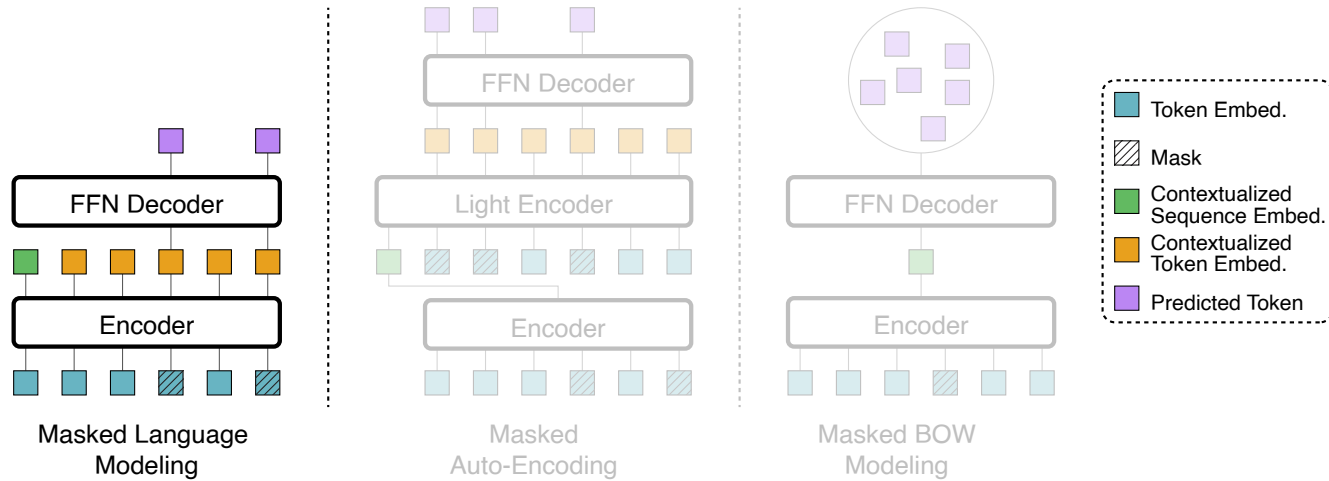 FFN Decoder
Encoder
Masked Language
Modeling
FFN Decoder
Light Encoder
Encoder
Masked
Auto-Encoding
FFN Decoder
Encoder
Masked BOW
Modeling
Token Embed.
Mask
Contextualized
Sequence Embed.
Contextualized
Token Embed.
Predicted Token